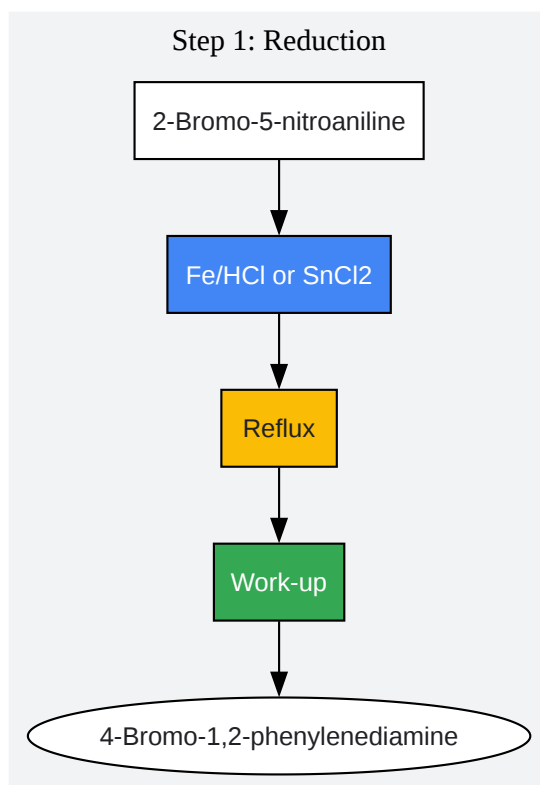 Step 1: Reduction
2-Bromo-5-nitroaniline
Fe/HCl or SnCl2
Reflux
Work-up
4-Bromo-1,2-phenylenediamine